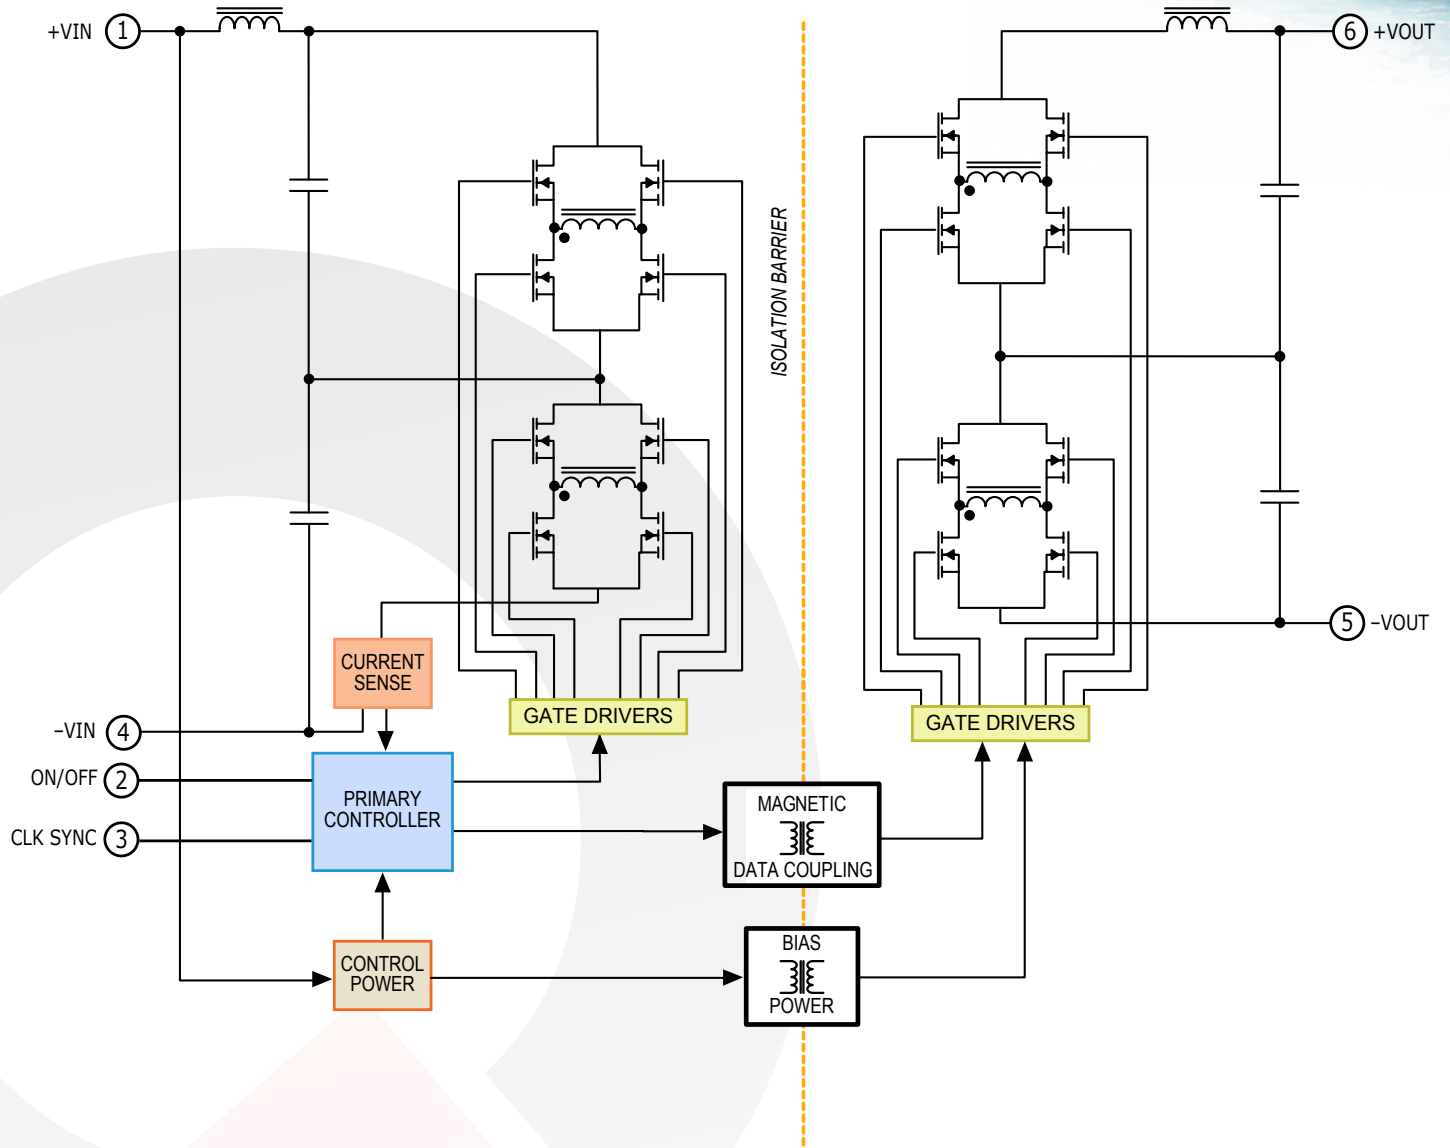 +VIN
1
6
+VOUT
ISOLATION BARRIER
5
–VOUT
CURRENT
SENSE
GATE DRIVERS
GATE DRIVERS
–VIN
4
ON/OFF
2
CLK SYNC
3
PRIMARY
CONTROLLER
MAGNETIC
DATA COUPLING
CONTROL
POWER
BIAS
POWER